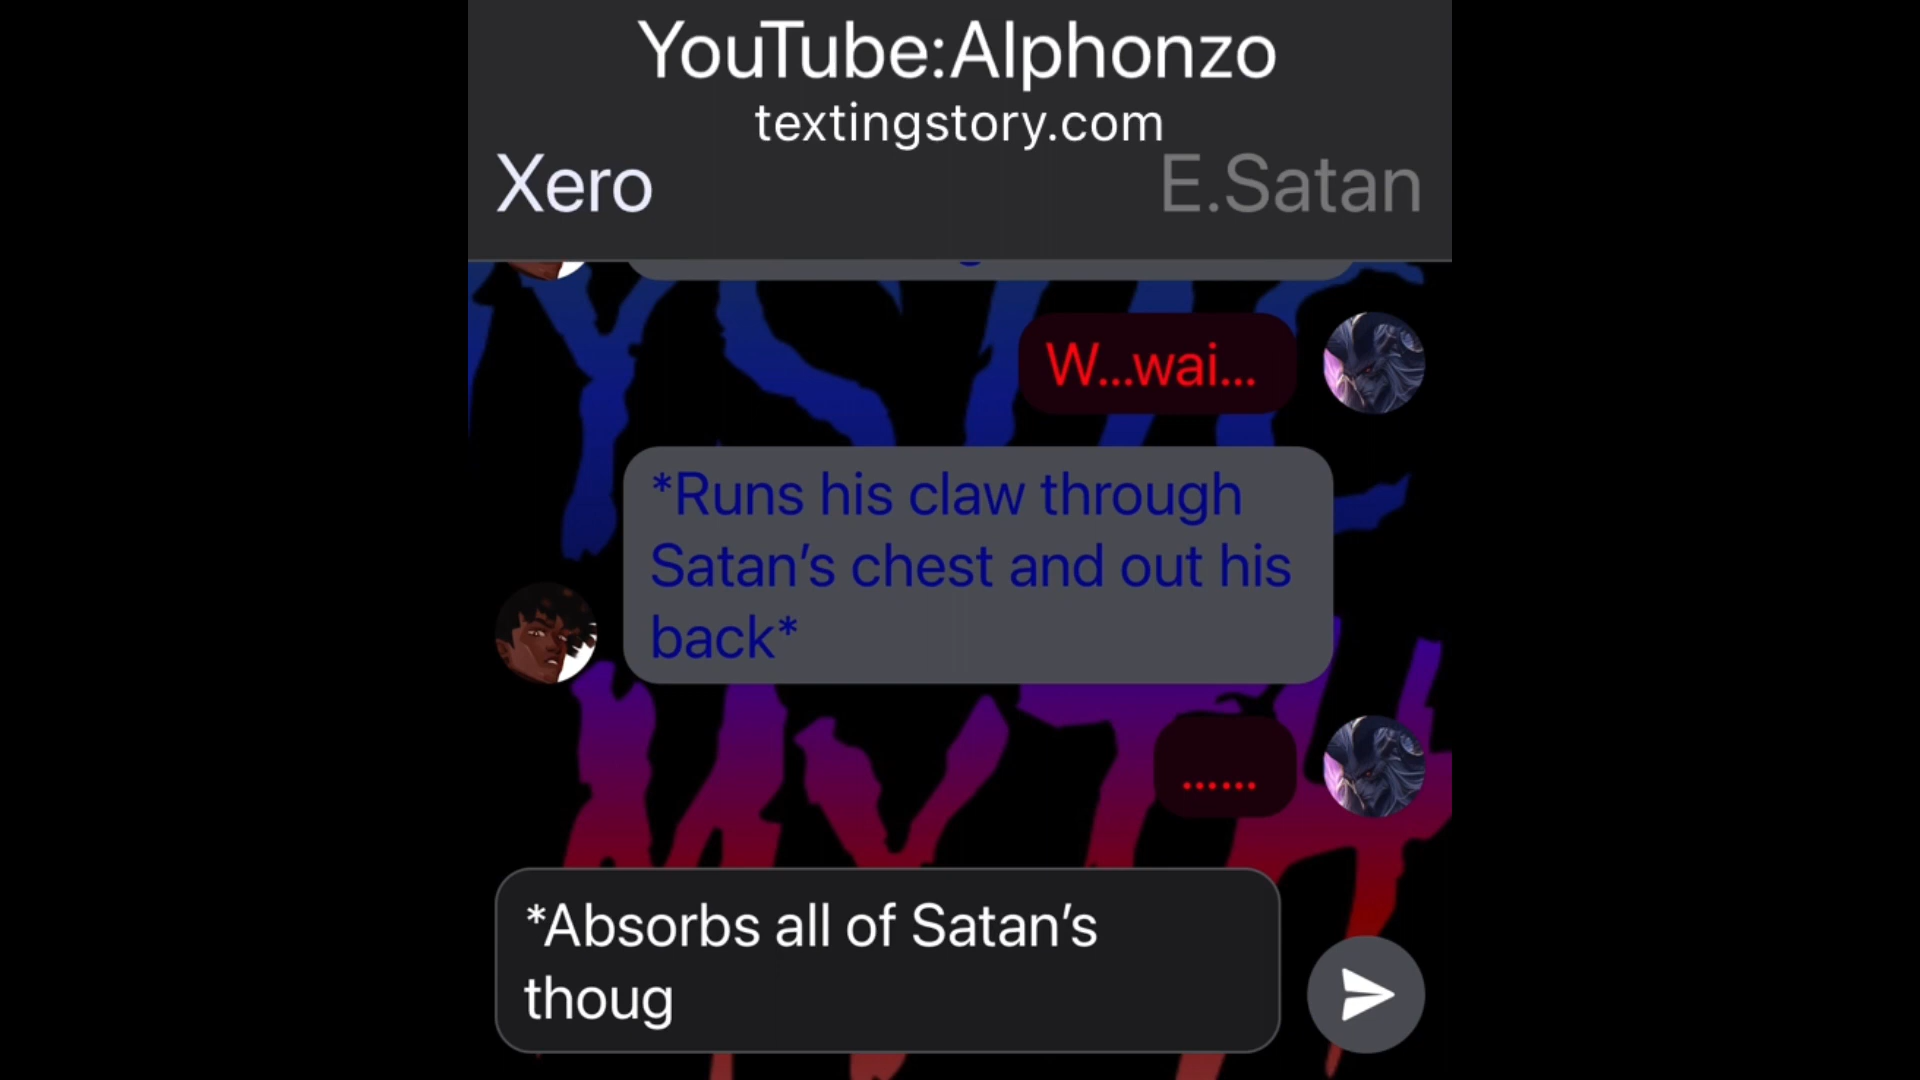 YouTube:Alphonzo
textingstory.com
Xero
E.Satan
W...wai...
*Runs his claw through
Satan’s chest and out his
back*
......
*Absorbs all of Satan’s
thoug